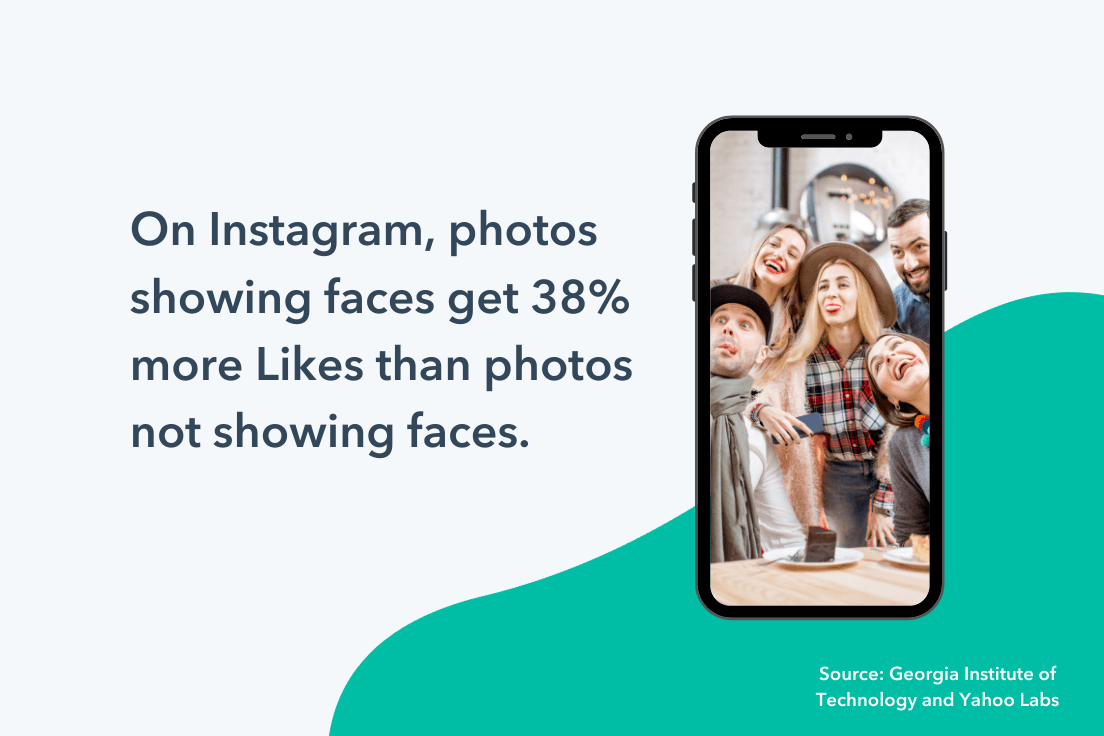 On Instagram, photos
showing faces get 38%
more Likes than photos
not showing faces.
Source: Georgia Institute of
Technology and Yahoo Labs